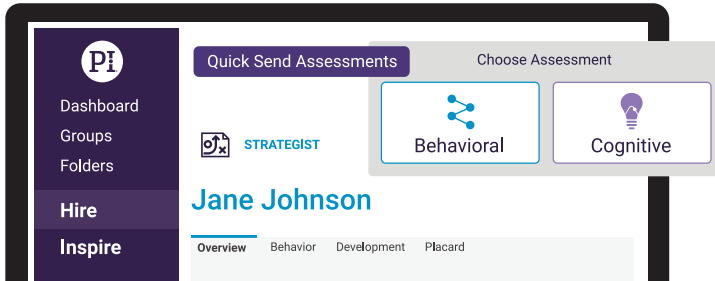 PI
Quick Send Assessments
Choose Assessment
Dashboard
Groups
Folders
Hire
Inspire
STRATEGIST
Behavioral
Cognitive
Jane Johnson
Overview Behavior Development Placard